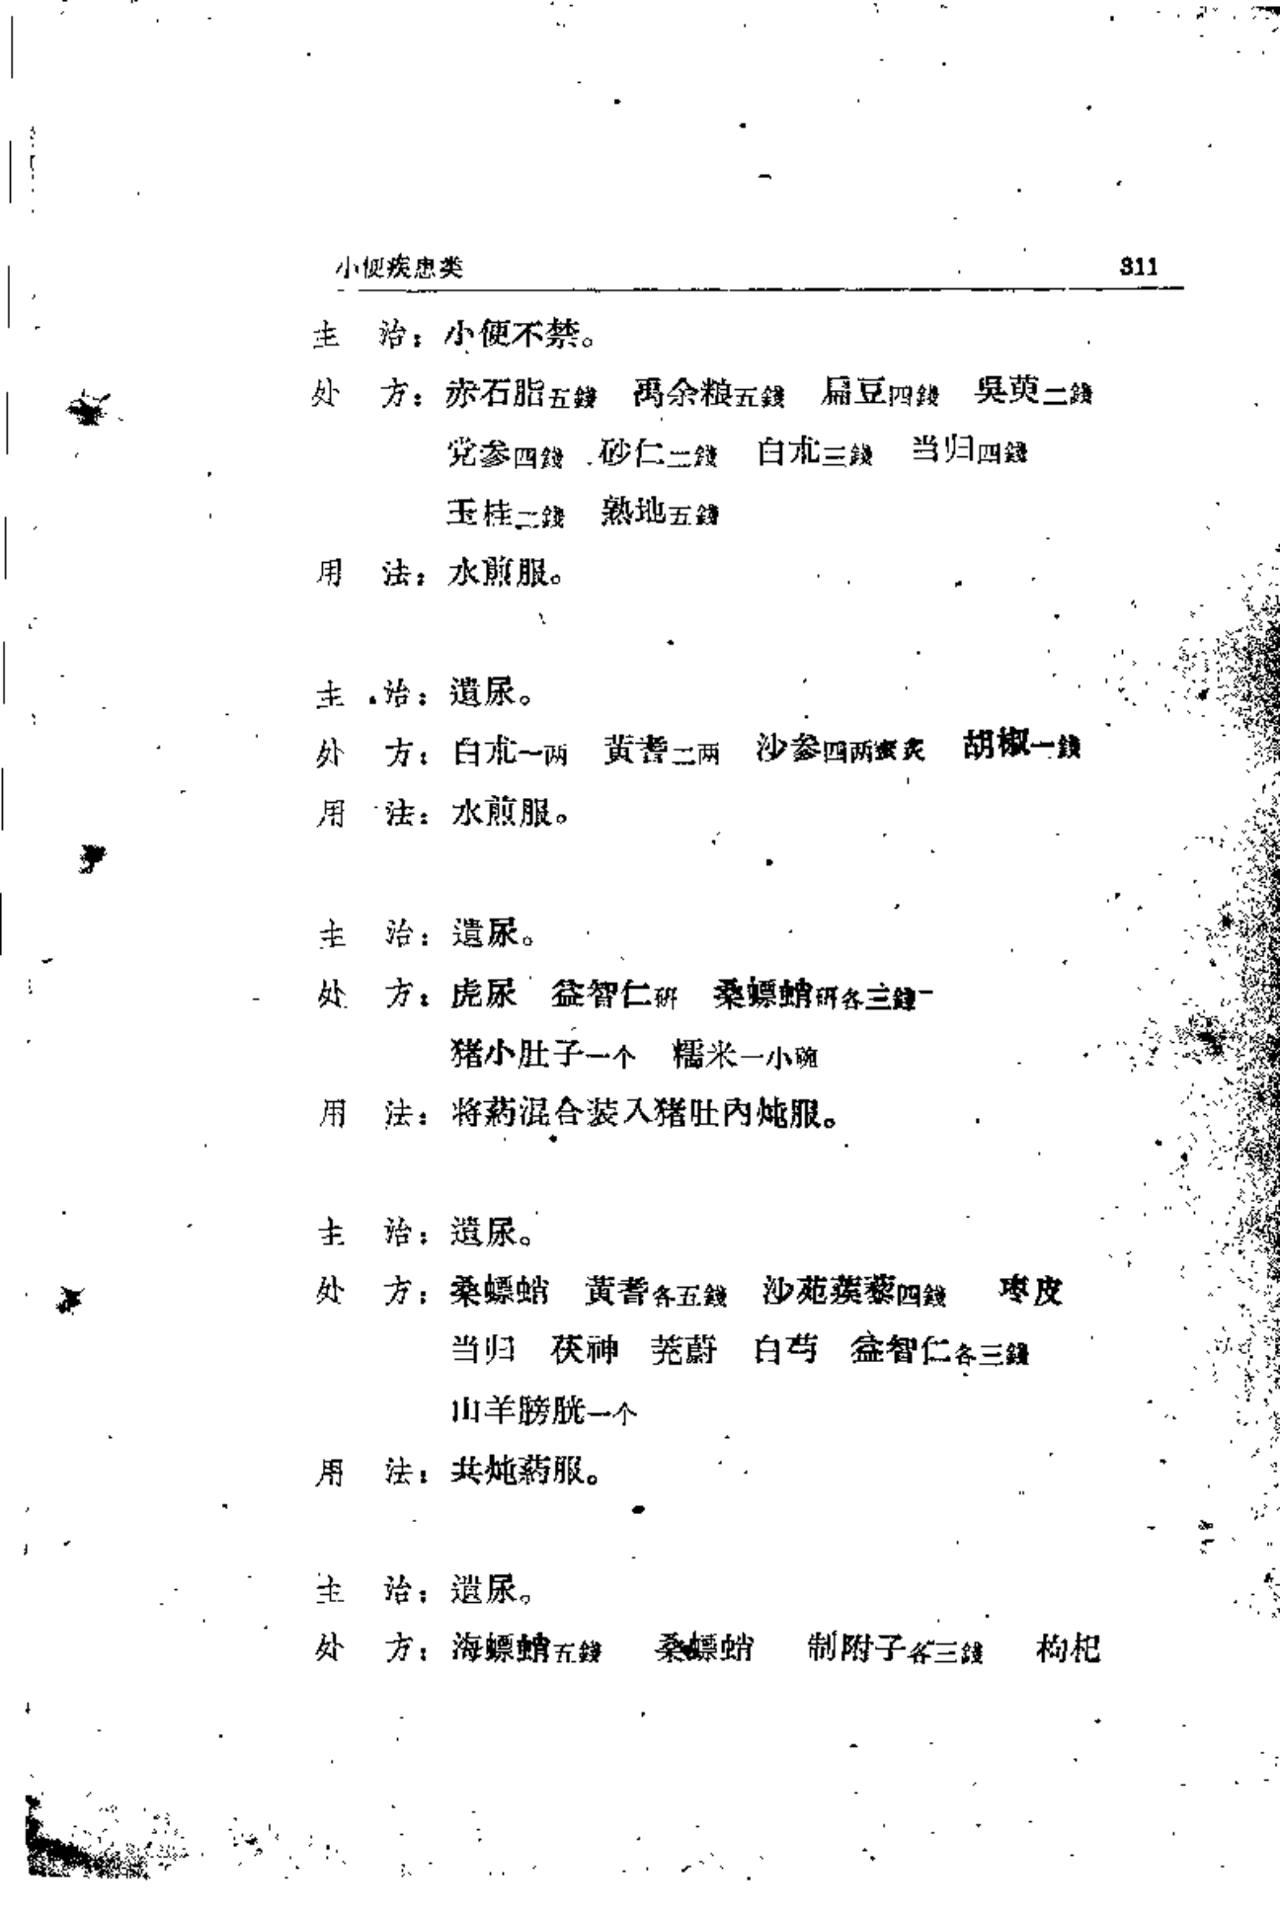 小便疾患类 311
主 治：小便不禁。
处 方：赤石脂五錢 禹余粮五錢 扁豆四錢 吳萸二錢
党参四錢 砂仁二錢 白朮三錢 当归四錢
玉桂二錢 熟地五錢
用 法：水煎服。
主 治：遺尿。
处 方：白朮一两 黃耆二两 沙参四两蜜炙 胡椒一錢
用 法：水煎服。
主 治：遺尿。
处 方：虎尿 益智仁研 桑螵蛸研各三錢
猪小肚子一个 糯米一小碗
用 法：将葯混合装入猪肚內炖服。
主 治：遺尿。
处 方：桑螵蛸 黃耆各五錢 沙苑蒺藜四錢 枣皮
当归 茯神 茺蔚 白芍 益智仁各三錢
山羊膀胱一个
用 法：共炖葯服。
主 治：遺尿。
处 方：海螵蛸五錢 桑螵蛸 制附子各三錢 枸杞